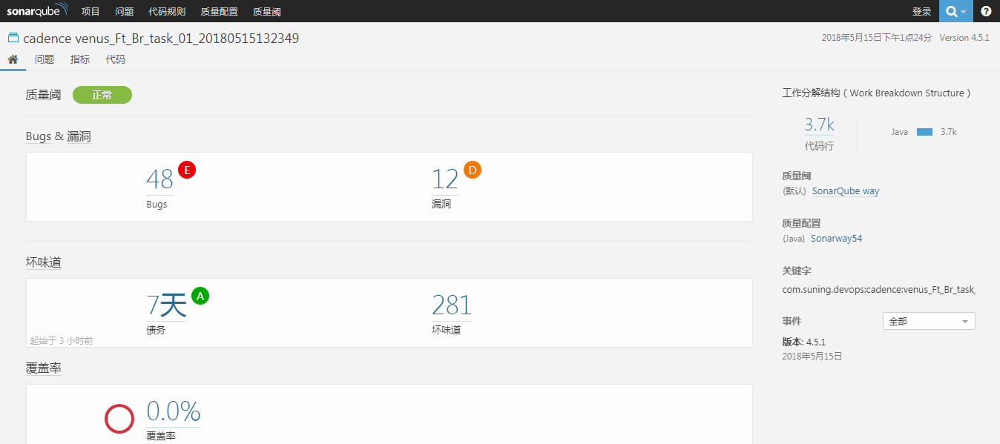 sonarqube 项目 问题 代码规则 质量配置 质量阈 登录
cadence venus_Ft_Br_task_01_20180515132349 2018年5月15日下午1点24分 Version 4.5.1
问题 指标 代码
质量阈 正常
Bugs & 漏洞
48 E
Bugs
12 D
漏洞
坏味道
7天 A
债务
281
坏味道
起始于 3 小时前
覆盖率
0.0%
覆盖率
工作分解结构 ( Work Breakdown Structure )
3.7k
代码行
Java 3.7k
质量阈
(默认) SonarQube way
质量配置
(Java) Sonarway54
关键字
com.suning.devops:cadence:venus_Ft_Br_task_
事件 全部
版本: 4.5.1
2018年5月15日